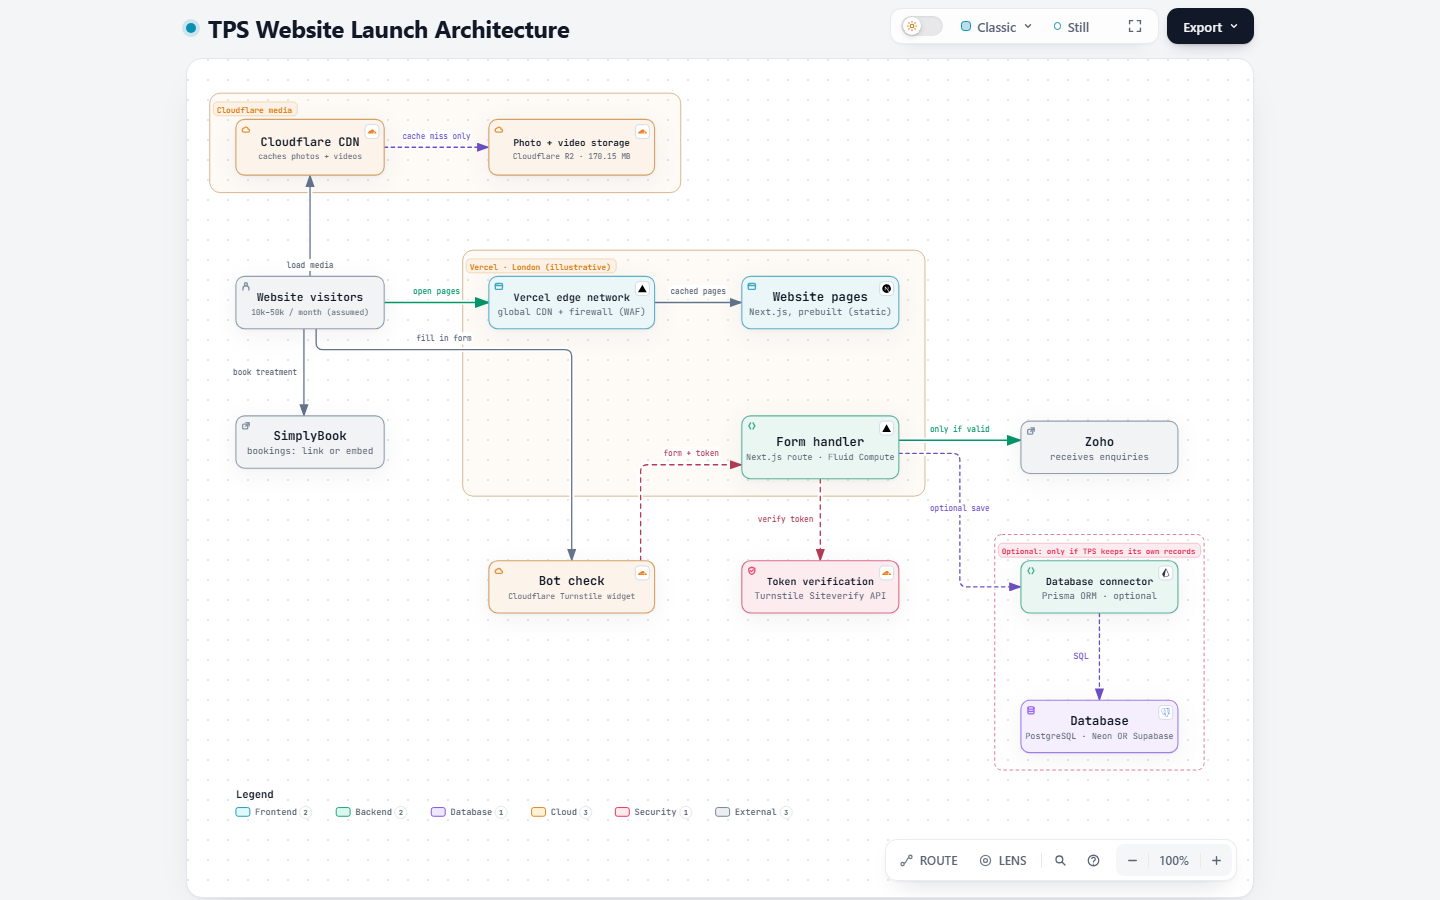 TPS Website Launch Architecture
Classic
Still
Export
Cloudflare media
Cloudflare CDN
caches photos + videos
cache miss only
Photo + video storage
Cloudflare R2 · 170.15 MB
load media
Vercel · London (illustrative)
Website visitors
10k–50k / month (assumed)
open pages
Vercel edge network
global CDN + firewall (WAF)
cached pages
Website pages
Next.js, prebuilt (static)
fill in form
book treatment
SimplyBook
bookings: link or embed
Form handler
Next.js route · Fluid Compute
only if valid
Zoho
receives enquiries
form + token
optional save
verify token
Bot check
Cloudflare Turnstile widget
Token verification
Turnstile Siteverify API
Optional: only if TPS keeps its own records
Database connector
Prisma ORM · optional
SQL
Database
PostgreSQL · Neon OR Supabase
Legend
Frontend 2
Backend 2
Database 1
Cloud 3
Security 1
External 3
ROUTE
LENS
100%